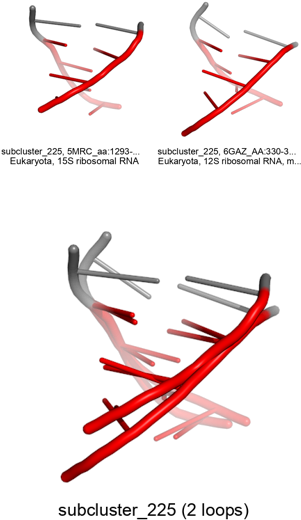 subcluster_225, 5MRC_aa:1293-...
Eukaryota, 15S ribosomal RNA
subcluster_225, 6GAZ_AA:330-3...
Eukaryota, 12S ribosomal RNA, m...
subcluster_225 (2 loops)